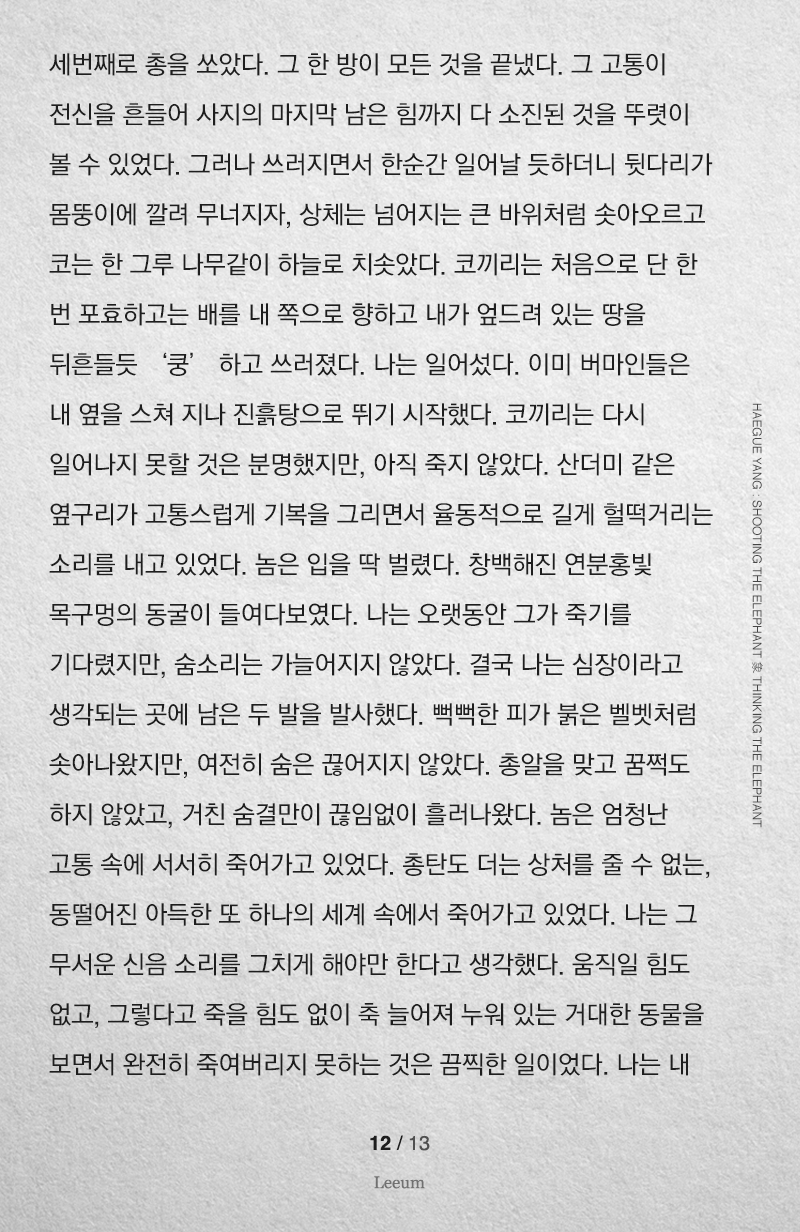 세번째로 총을 쏘았다. 그 한 방이 모든 것을 끝냈다. 그 고통이
전신을 흔들어 사지의 마지막 남은 힘까지 다 소진된 것을 뚜렷이
볼 수 있었다. 그러나 쓰러지면서 한순간 일어날 듯하더니 뒷다리가
몸뚱이에 깔려 무너지자, 상체는 넘어지는 큰 바위처럼 솟아오르고
코는 한 그루 나무같이 하늘로 치솟았다. 코끼리는 처음으로 단 한
번 포효하고는 배를 내 쪽으로 향하고 내가 엎드려 있는 땅을
뒤흔들듯 ‘쿵’ 하고 쓰러졌다. 나는 일어섰다. 이미 버마인들은
내 옆을 스쳐 지나 진흙탕으로 뛰기 시작했다. 코끼리는 다시
일어나지 못할 것은 분명했지만, 아직 죽지 않았다. 산더미 같은
옆구리가 고통스럽게 기복을 그리면서 율동적으로 길게 헐떡거리는
소리를 내고 있었다. 놈은 입을 딱 벌렸다. 창백해진 연분홍빛
목구멍의 동굴이 들여다보였다. 나는 오랫동안 그가 죽기를
기다렸지만, 숨소리는 가늘어지지 않았다. 결국 나는 심장이라고
생각되는 곳에 남은 두 발을 발사했다. 뻑뻑한 피가 붉은 벨벳처럼
솟아나왔지만, 여전히 숨은 끊어지지 않았다. 총알을 맞고 꿈쩍도
하지 않았고, 거친 숨결만이 끊임없이 흘러나왔다. 놈은 엄청난
고통 속에 서서히 죽어가고 있었다. 총탄도 더는 상처를 줄 수 없는,
동떨어진 아득한 또 하나의 세계 속에서 죽어가고 있었다. 나는 그
무서운 신음 소리를 그치게 해야만 한다고 생각했다. 움직일 힘도
없고, 그렇다고 죽을 힘도 없이 축 늘어져 누워 있는 거대한 동물을
보면서 완전히 죽여버리지 못하는 것은 끔찍한 일이었다. 나는 내
HAEGUE YANG : SHOOTING THE ELEPHANT 象 THINKING THE ELEPHANT
12 / 13
Leeum